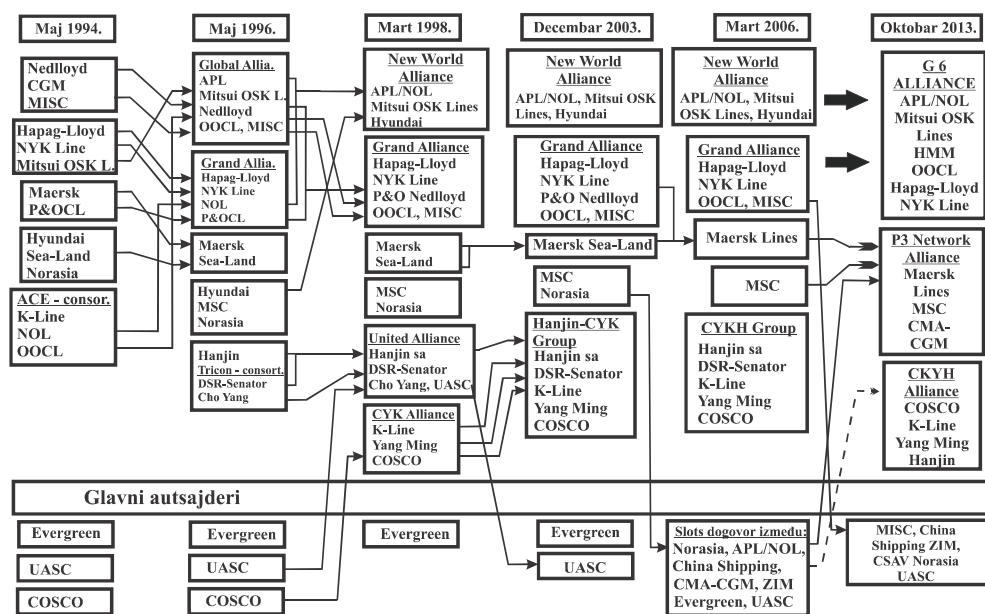 Maj 1994.
Nedlloyd
CGM
MISC
Hapag-Lloyd
NYK Line
Mitsui OSK L.
Maersk
P&OCL
Hyundai
Sea-Land
Norasia
ACE - consor.
K-Line
NOL
OOCL
Maj 1996.
Global Allia.
APL
Mitsui OSK L.
Nedlloyd
OOCL, MISC
Grand Allia.
Hapag-Lloyd
NYK Line
NOL
P&OCL
Maersk
Sea-Land
Hyundai
MSC
Norasia
Hanjin
Tricon - consort.
DSR-Senator
Cho Yang
Mart 1998.
New World
Alliance
APL/NOL
Mitsui OSK Lines
Hyundai
Grand Alliance
Hapag-Lloyd
NYK Line
P&O Nedlloyd
OOCL, MISC
Maersk
Sea-Land
MSC
Norasia
United Alliance
Hanjin sa
DSR-Senator
Cho Yang, UASC
CYK Alliance
K-Line
Yang Ming
COSCO
Decembar 2003.
New World
Alliance
APL/NOL, Mitsui OSK
Lines, Hyundai
Grand Alliance
Hapag-Lloyd
NYK Line
P&O Nedlloyd
OOCL, MISC
Maersk Sea-Land
MSC
Norasia
Hanjin-CYK
Group
Hanjin sa
DSR-Senator
K-Line
Yang Ming
COSCO
Mart 2006.
New World
Alliance
APL/NOL, Mitsui
OSK Lines, Hyundai
Grand Alliance
Hapag-Lloyd
NYK Line
OOCL, MISC
Maersk Lines
MSC
CYKH Group
Hanjin sa
DSR-Senator
K-Line
Yang Ming
COSCO
Oktobar 2013.
G 6
ALLIANCE
APL/NOL
Mitsui OSK
Lines
HMM
OOCL
Hapag-Lloyd
NYK Line
P3 Network
Alliance
Maersk
Lines
MSC
CMA-
CGM
CKYH
Alliance
COSCO
K-Line
Yang Ming
Hanjin
Glavni autsajderi
Evergreen
UASC
COSCO
Evergreen
UASC
COSCO
Evergreen
Evergreen
UASC
Slots dogovor između:
Norasia, APL/NOL,
China Shipping,
CMA-CGM, ZIM
Evergreen, UASC
MISC, China
Shipping ZIM,
CSAV Norasia
UASC